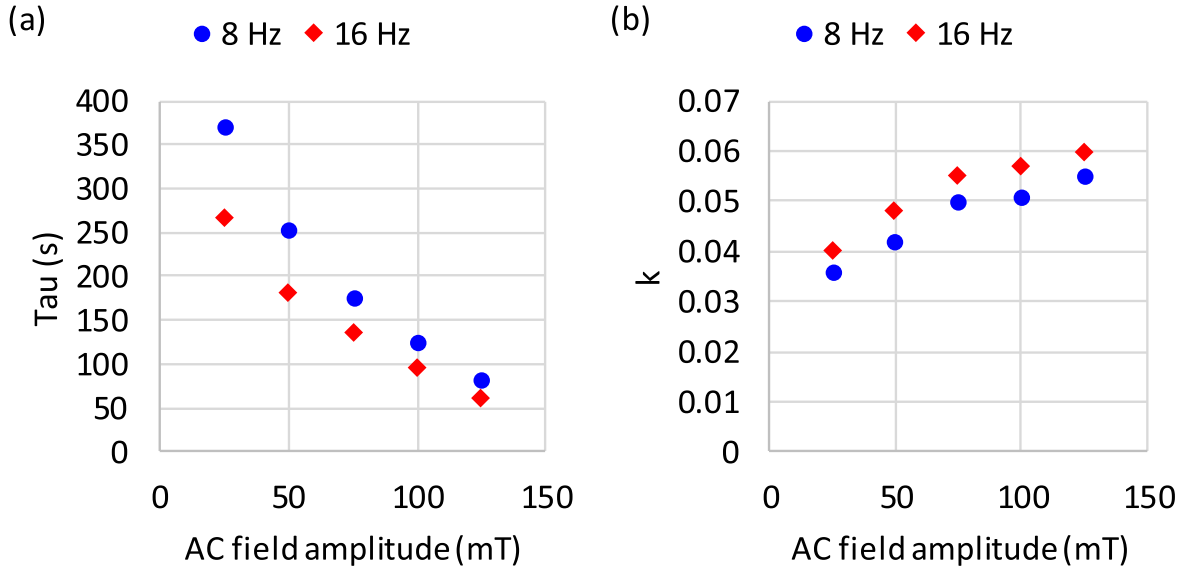 (a)
8 Hz 16 Hz
400
350
300
250
200
150
100
50
0
Tau (s)
0 50 100 150
AC field amplitude (mT)
(b)
8 Hz 16 Hz
0.07
0.06
0.05
0.04
0.03
0.02
0.01
0
k
0 50 100 150
AC field amplitude (mT)